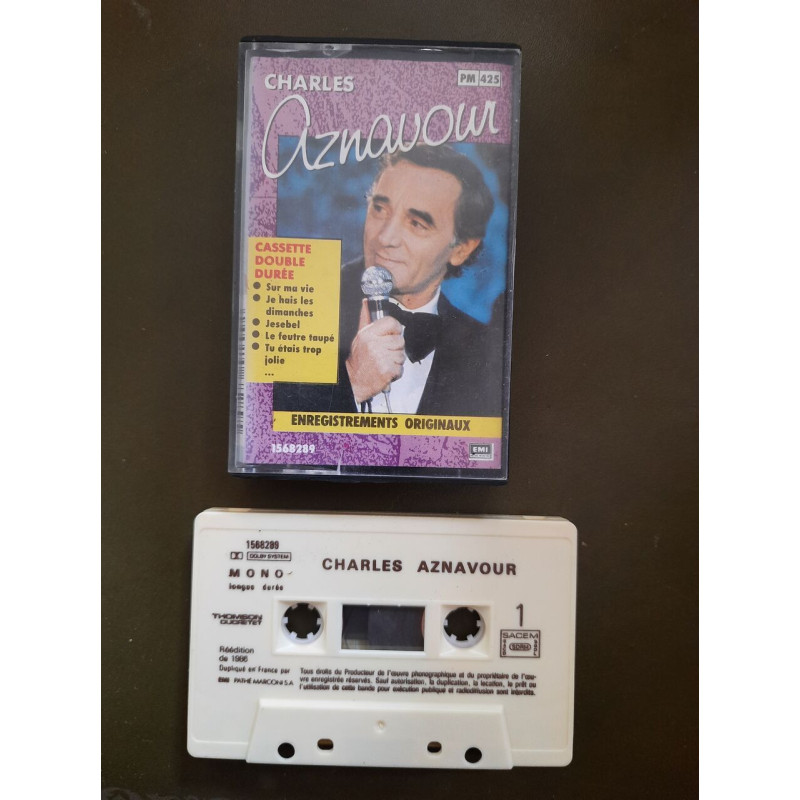 CHARLES
PM 425
Aznavour
CASSETTE
DOUBLE
DURÉE
• Sur ma vie
• Je hais les
dimanches
• Jesebel
• Le feutre taupé
• Tu étais trop
jolie
...
ENREGISTREMENTS ORIGINAUX
1568289
EMI
1568289
DOLBY SYSTEM
MONO
longue durée
CHARLES AZNAVOUR
THOMSON
1
SACEM
SDRM
Réédition
de 1986
Dupliqué en France par
EMI PATHÉ MARCONI S.A
Tous droits du Producteur de l'œuvre phonographique et du propriétaire de l'œu-
vre enregistrée réservés. Sauf autorisation, la duplication, la location, le prêt ou
l'utilisation de cette bande pour exécution publique et radiodiffusion sont interdits.